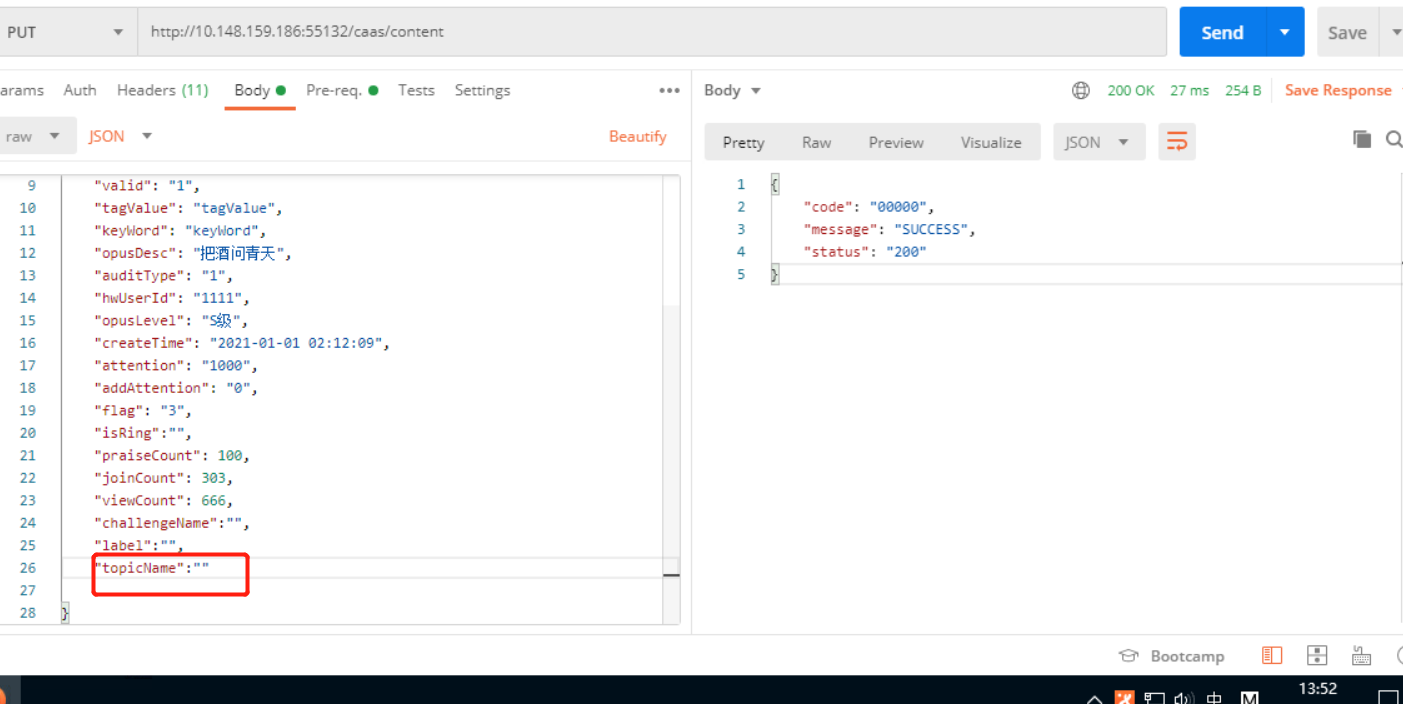 PUT
http://10.148.159.186:55132/caas/content
Send
Save
arams Auth Headers (11) Body Pre-req. Tests Settings
Body
200 OK 27 ms 254 B Save Response
raw JSON Beautify
Pretty Raw Preview Visualize JSON
9 "valid": "1",
10 "tagValue": "tagValue",
11 "keyWord": "keyWord",
12 "opusDesc": "把酒问青天",
13 "auditType": "1",
14 "hwUserId": "1111",
15 "opusLevel": "S级",
16 "createTime": "2021-01-01 02:12:09",
17 "attention": "1000",
18 "addAttention": "0",
19 "flag": "3",
20 "isRing":"",
21 "praiseCount": 100,
22 "joinCount": 303,
23 "viewCount": 666,
24 "challengeName":"",
25 "label":"",
26 "topicName":""
27
28 }
1 {
2 "code": "00000",
3 "message": "SUCCESS",
4 "status": "200"
5 }
Bootcamp
中 M
13:52